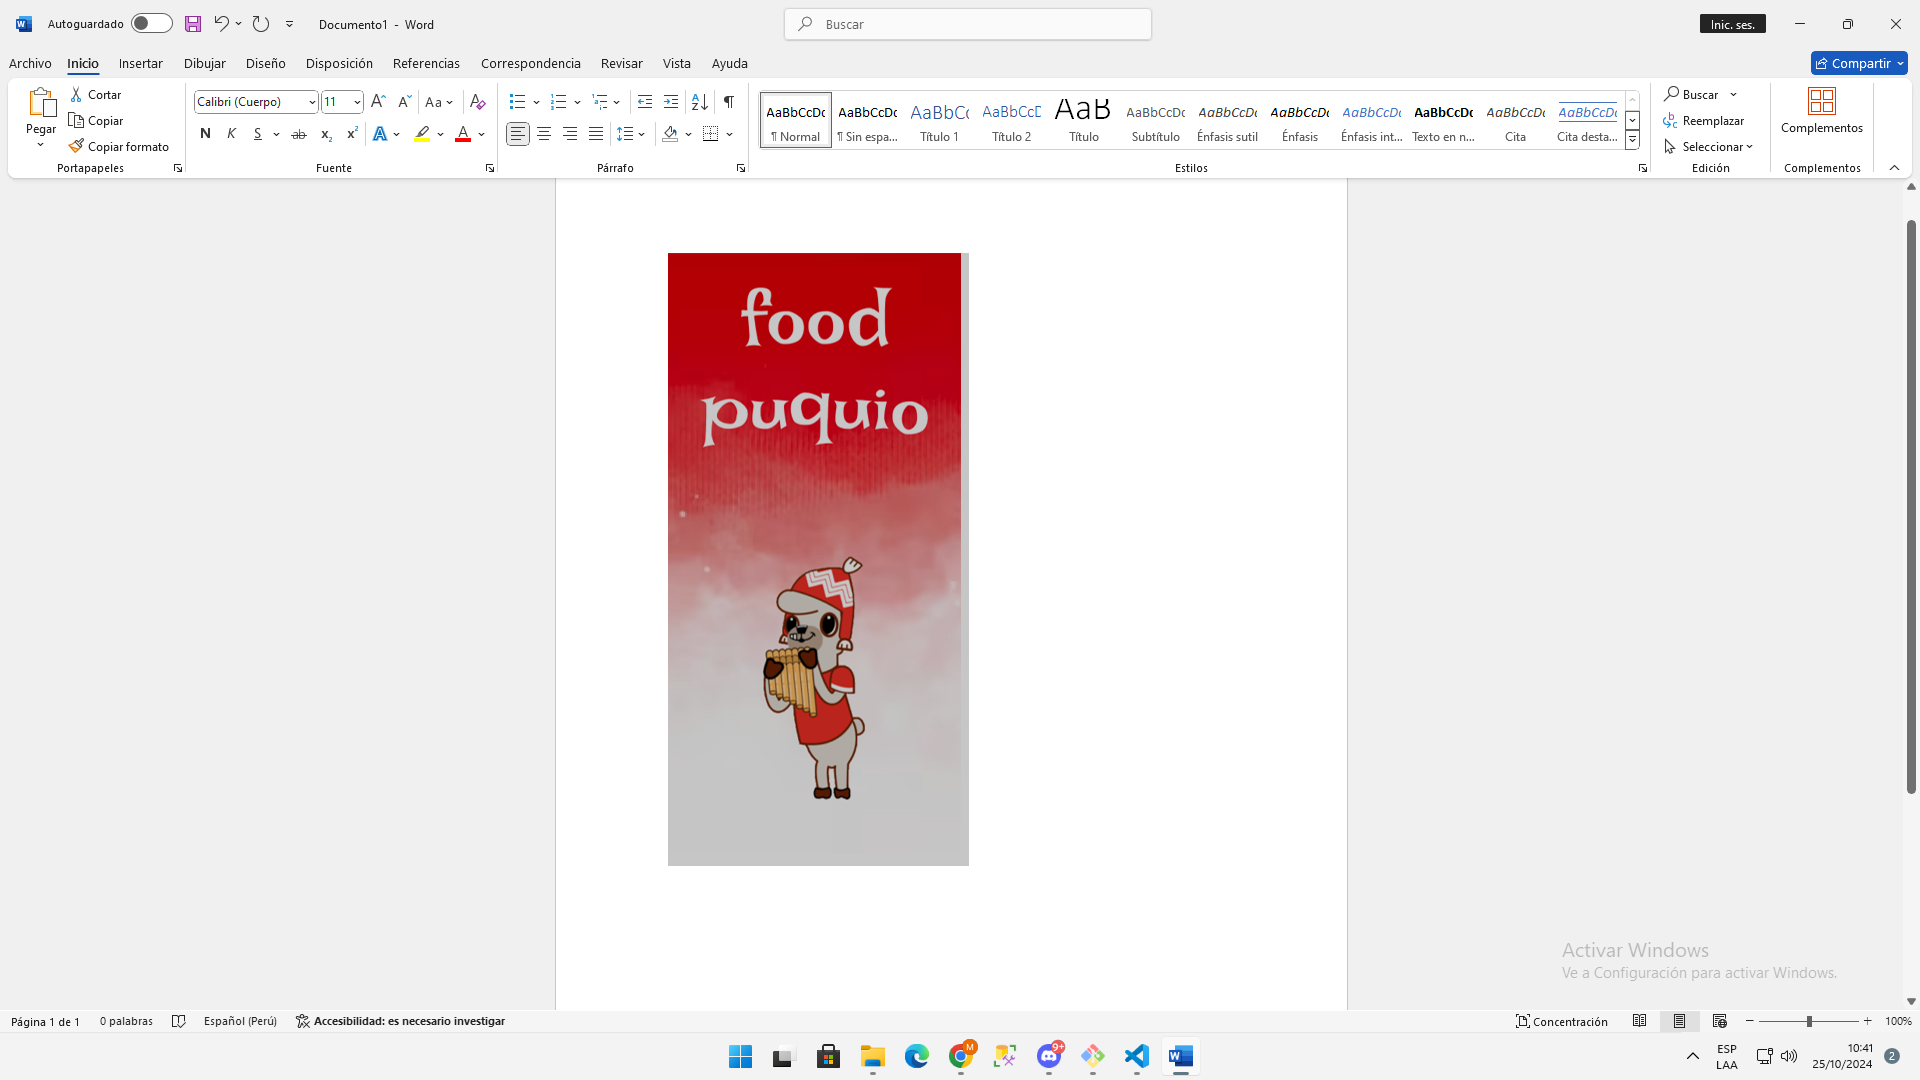 Autoguardado
Documento1 - Word
Buscar
Inic. ses.
Archivo Inicio Insertar Dibujar Diseño Disposición Referencias Correspondencia Revisar Vista Ayuda
Compartir
Pegar
Cortar
Copiar
Copiar formato
Portapapeles
Calibri (Cuerpo) 11
Aa
N K S ab x₂ x²
A A
Fuente
Párrafo
AaBbCcDc AaBbCcDc AaBbCc AaBbCcD AaB AaBbCcDc AaBbCcDc AaBbCcDc AaBbCcDc AaBbCcDc AaBbCcDc AaBbCcDc
¶ Normal ¶ Sin espa... Título 1 Título 2 Título Subtítulo Énfasis sutil Énfasis Énfasis int... Texto en n... Cita Cita desta...
Estilos
Buscar
Reemplazar
Seleccionar
Edición
Complementos
Complementos
food
puquio
Activar Windows
Ve a Configuración para activar Windows.
Página 1 de 1 0 palabras Español (Perú) Accesibilidad: es necesario investigar
Concentración
100%
M
9+
ESP
LAA
10:41
25/10/2024
2